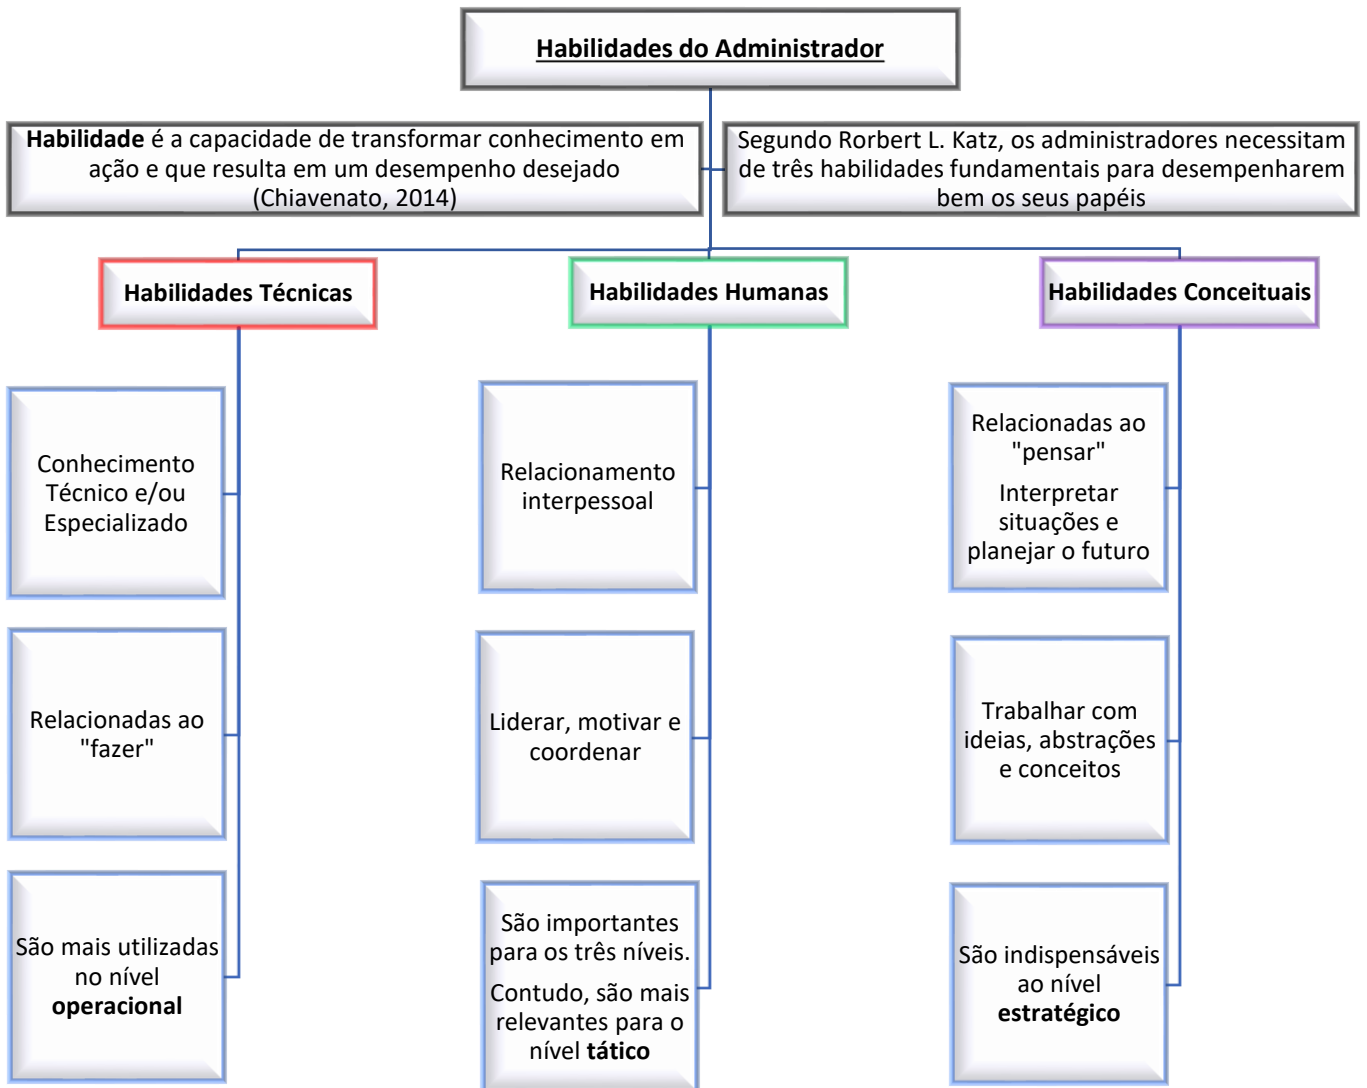 Habilidades do Administrador
Habilidade é a capacidade de transformar conhecimento em
ação e que resulta em um desempenho desejado
(Chiavenato, 2014)
Segundo Rorbert L. Katz, os administradores necessitam
de três habilidades fundamentais para desempenharem
bem os seus papéis
Habilidades Técnicas
Conhecimento
Técnico e/ou
Especializado
Relacionadas ao
"fazer"
São mais utilizadas
no nível
operacional
Habilidades Humanas
Relacionamento
interpessoal
Liderar, motivar e
coordenar
São importantes
para os três níveis.
Contudo, são mais
relevantes para o
nível tático
Habilidades Conceituais
Relacionadas ao
"pensar"
Interpretar
situações e
planejar o futuro
Trabalhar com
ideias, abstrações
e conceitos
São indispensáveis
ao nível
estratégico